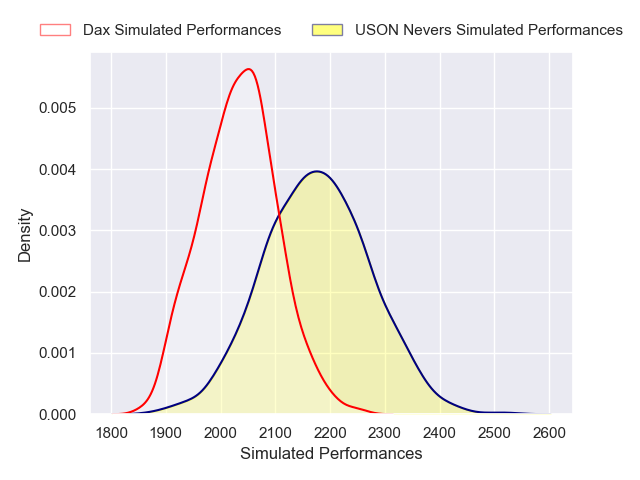 Dax Simulated Performances
USON Nevers Simulated Performances
Density
0.005
0.004
0.003
0.002
0.001
0.000
1800 1900 2000 2100 2200 2300 2400 2500 2600
Simulated Performances